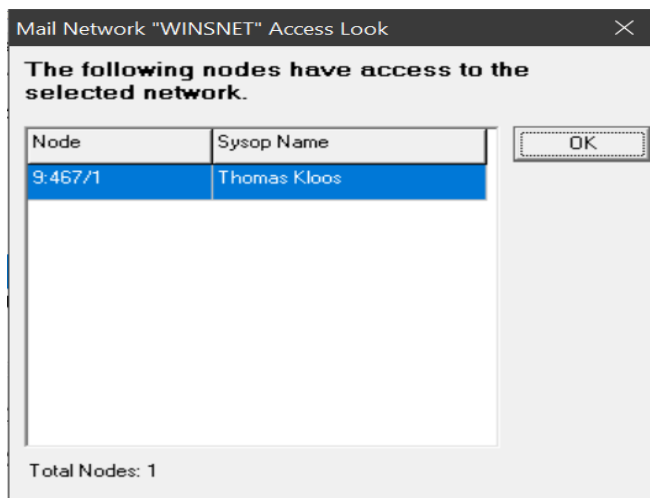 Mail Network "WINSNET" Access Look
The following nodes have access to the
selected network.
Node Sysop Name
OK
9:467/1 Thomas Kloos
Total Nodes: 1